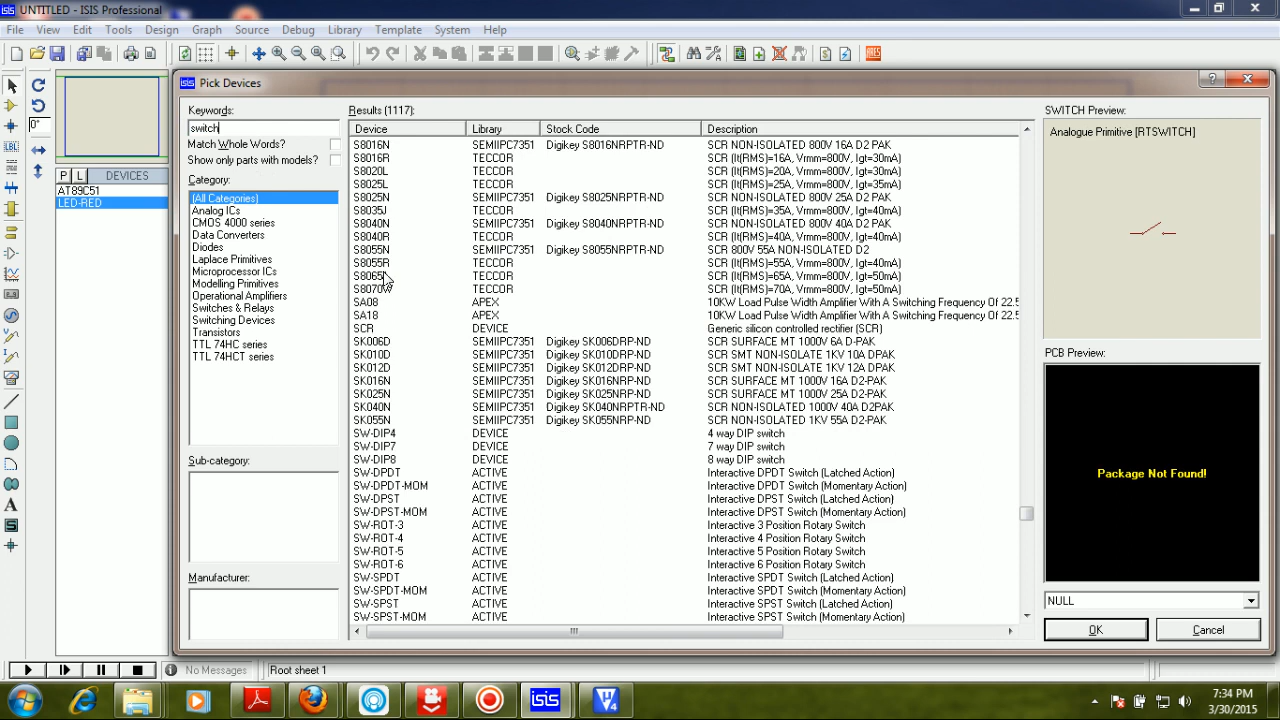 UNTITLED - ISIS Professional
File View Edit Tools Design Graph Source Debug Library Template System Help
Pick Devices
Keywords:
switch
Match Whole Words?
Show only parts with models?
Category:
(All Categories)
Analog ICs
CMOS 4000 series
Data Converters
Diodes
Laplace Primitives
Microprocessor ICs
Modelling Primitives
Operational Amplifiers
Switches & Relays
Switching Devices
Transistors
TTL 74HC series
TTL 74HCT series
Sub-category:
Manufacturer:
0°
P L DEVICES
AT89C51
LED-RED
Results (1117):
Device Library Stock Code Description
S8016N SEMIIPC7351 Digikey S8016NRPTR-ND SCR NON-ISOLATED 800V 16A D2 PAK
S8016R TECCOR SCR (It(RMS)=16A, Vrmm=800V, Igt=30mA)
S8020L TECCOR SCR (It(RMS)=20A, Vrmm=800V, Igt=30mA)
S8025L TECCOR SCR (It(RMS)=25A, Vrmm=800V, Igt=35mA)
S8025N SEMIIPC7351 Digikey S8025NRPTR-ND SCR NON-ISOLATED 800V 25A D2 PAK
S8035J TECCOR SCR (It(RMS)=35A, Vrmm=800V, Igt=40mA)
S8040N SEMIIPC7351 Digikey S8040NRPTR-ND SCR NON-ISOLATED 800V 40A D2 PAK
S8040R TECCOR SCR (It(RMS)=40A, Vrmm=800V, Igt=40mA)
S8055N SEMIIPC7351 Digikey S8055NRPTR-ND SCR 800V 55A NON-ISOLATED D2
S8055R TECCOR SCR (It(RMS)=55A, Vrmm=800V, Igt=40mA)
S8065 TECCOR SCR (It(RMS)=65A, Vrmm=800V, Igt=50mA)
S8070W TECCOR SCR (It(RMS)=70A, Vrmm=800V, Igt=50mA)
SA08 APEX 10KW Load Pulse Width Amplifier With A Switching Frequency Of 22.5
SA18 APEX 10KW Load Pulse Width Amplifier With A Switching Frequency Of 22.5
SCR DEVICE Generic silicon controlled rectifier (SCR)
SK006D SEMIIPC7351 Digikey SK006DRP-ND SCR SURFACE MT 1000V 6A D-PAK
SK010D SEMIIPC7351 Digikey SK010DRP-ND SCR SMT NON-ISOLATE 1KV 10A DPAK
SK012D SEMIIPC7351 Digikey SK012DRP-ND SCR SMT NON-ISOLATE 1KV 12A DPAK
SK016N SEMIIPC7351 Digikey SK016NRP-ND SCR SURFACE MT 1000V 16A D2-PAK
SK025N SEMIIPC7351 Digikey SK025NRP-ND SCR SURFACE MT 1000V 25A D2-PAK
SK040N SEMIIPC7351 Digikey SK040NRPTR-ND SCR NON-ISOLATED 1000V 40A D2PAK
SK055N SEMIIPC7351 Digikey SK055NRP-ND SCR NON-ISOLATED 1KV 55A D2-PAK
SW-DIP4 DEVICE 4 way DIP switch
SW-DIP7 DEVICE 7 way DIP switch
SW-DIP8 DEVICE 8 way DIP switch
SW-DPDT ACTIVE Interactive DPDT Switch (Latched Action)
SW-DPDT-MOM ACTIVE Interactive DPDT Switch (Momentary Action)
SW-DPST ACTIVE Interactive DPST Switch (Latched Action)
SW-DPST-MOM ACTIVE Interactive DPST Switch (Momentary Action)
SW-ROT-3 ACTIVE Interactive 3 Position Rotary Switch
SW-ROT-4 ACTIVE Interactive 4 Position Rotary Switch
SW-ROT-5 ACTIVE Interactive 5 Position Rotary Switch
SW-ROT-6 ACTIVE Interactive 6 Position Rotary Switch
SW-SPDT ACTIVE Interactive SPDT Switch (Latched Action)
SW-SPDT-MOM ACTIVE Interactive SPDT Switch (Momentary Action)
SW-SPST ACTIVE Interactive SPST Switch (Latched Action)
SW-SPST-MOM ACTIVE Interactive SPST Switch (Momentary Action)
SWITCH Preview:
Analogue Primitive [RTSWITCH]
PCB Preview:
Package Not Found!
NULL
OK Cancel
No Messages Root sheet 1
7:34 PM
3/30/2015